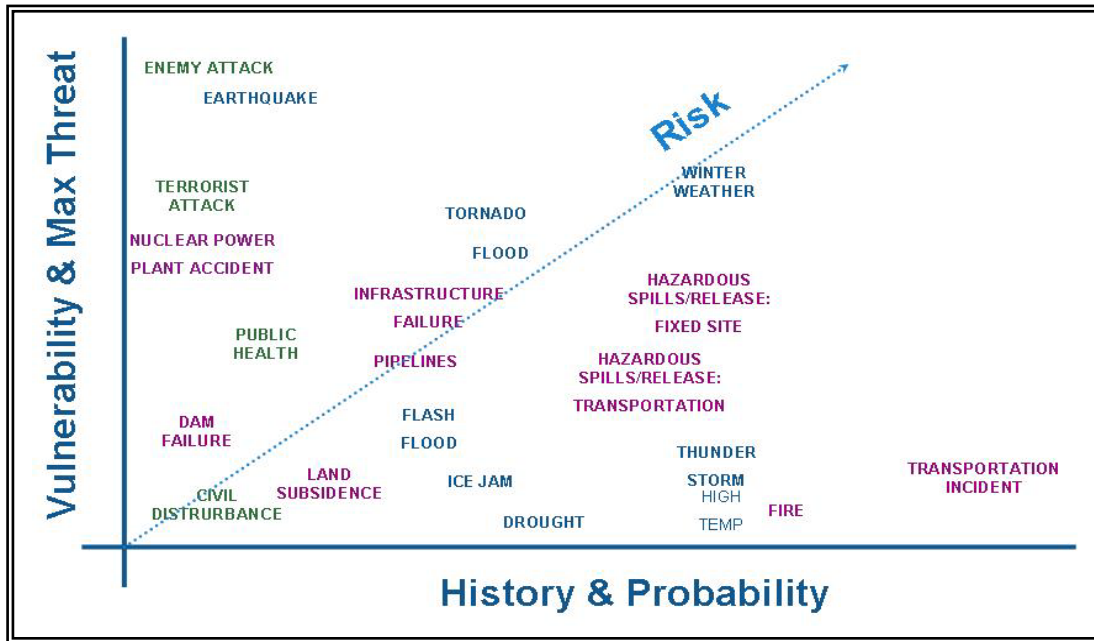 Vulnerability & Max Threat
ENEMY ATTACK
EARTHQUAKE
Risk
TERRORIST
ATTACK
WINTER
WEATHER
TORNADO
NUCLEAR POWER
PLANT ACCIDENT
FLOOD
INFRASTRUCTURE
FAILURE
HAZARDOUS
SPILLS/RELEASE:
FIXED SITE
PUBLIC
HEALTH
PIPELINES
HAZARDOUS
SPILLS/RELEASE:
TRANSPORTATION
DAM
FAILURE
FLASH
FLOOD
THUNDER
STORM
LAND
SUBSIDENCE
ICE JAM
HIGH
TEMP
TRANSPORTATION
INCIDENT
CIVIL
DISTRURBANCE
DROUGHT
FIRE
History & Probability